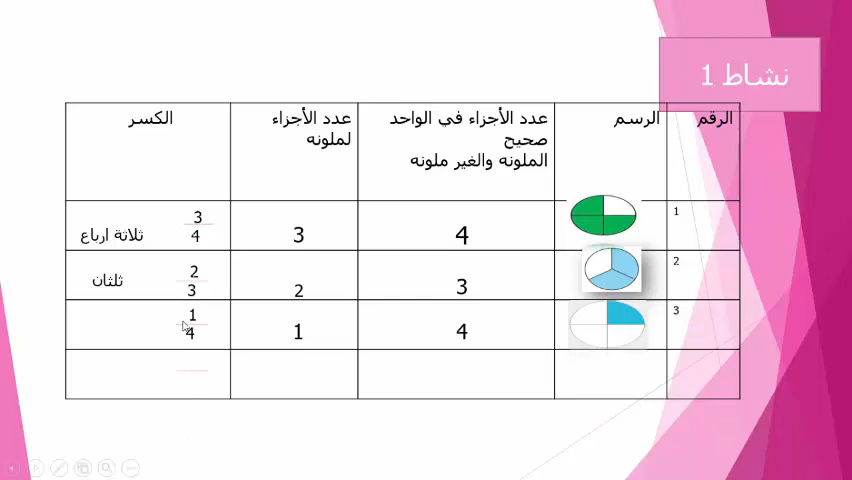 نشاط 1
الرقم
الرسم
عدد الأجزاء في الواحد
صحيح
الملونه والغير ملونه
عدد الأجزاء
لملونه
الكسر
1
4
3
3
4
ثلاثة ارباع
2
3
2
2
3
ثلثان
3
4
1
1
4